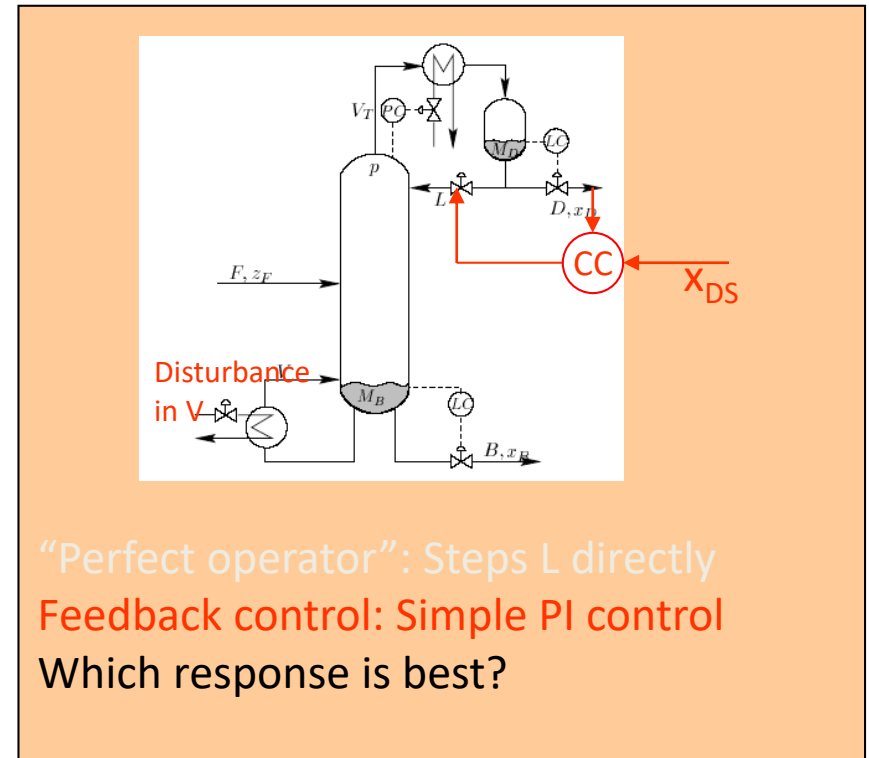 V_T
PC
p
M_D
LC
L
D, x_D
CC
x_DS
F, z_F
Disturbance
in V
V
M_B
LC
B, x_B
“Perfect operator”: Steps L directly
Feedback control: Simple PI control
Which response is best?